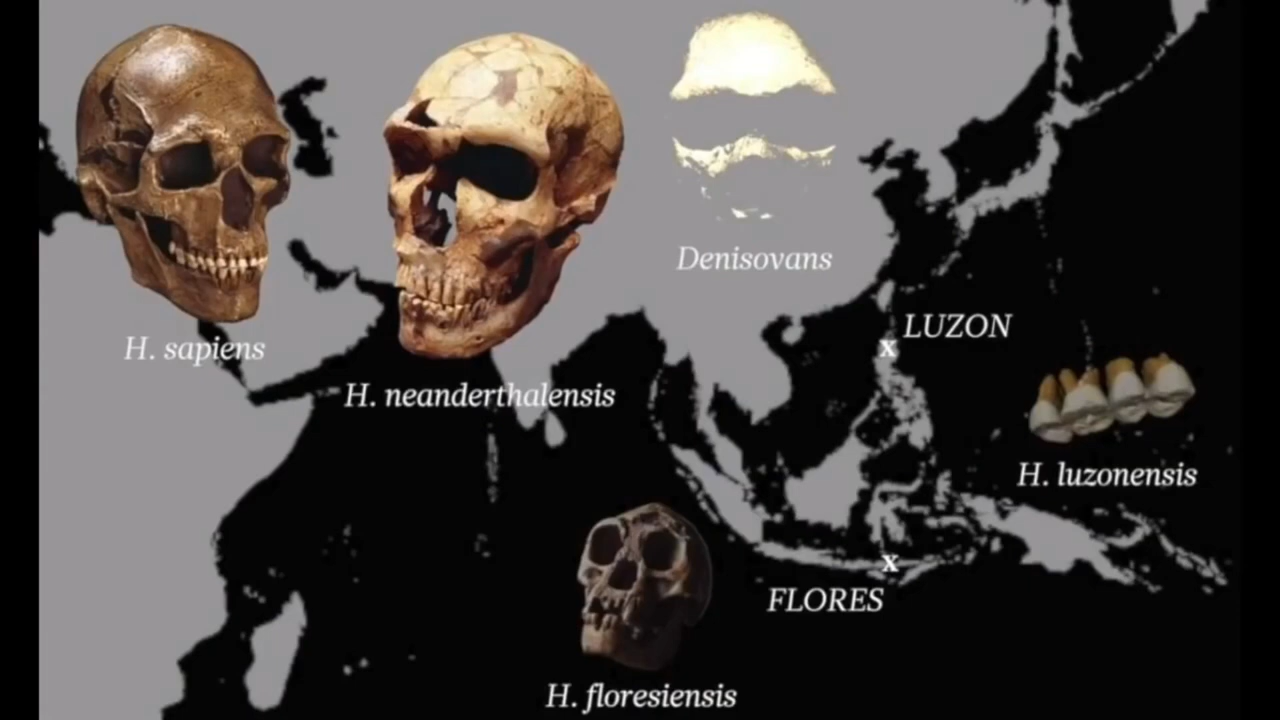 Denisovans
LUZON
x
H. sapiens
H. neanderthalensis
H. luzonensis
x
FLORES
H. floresiensis